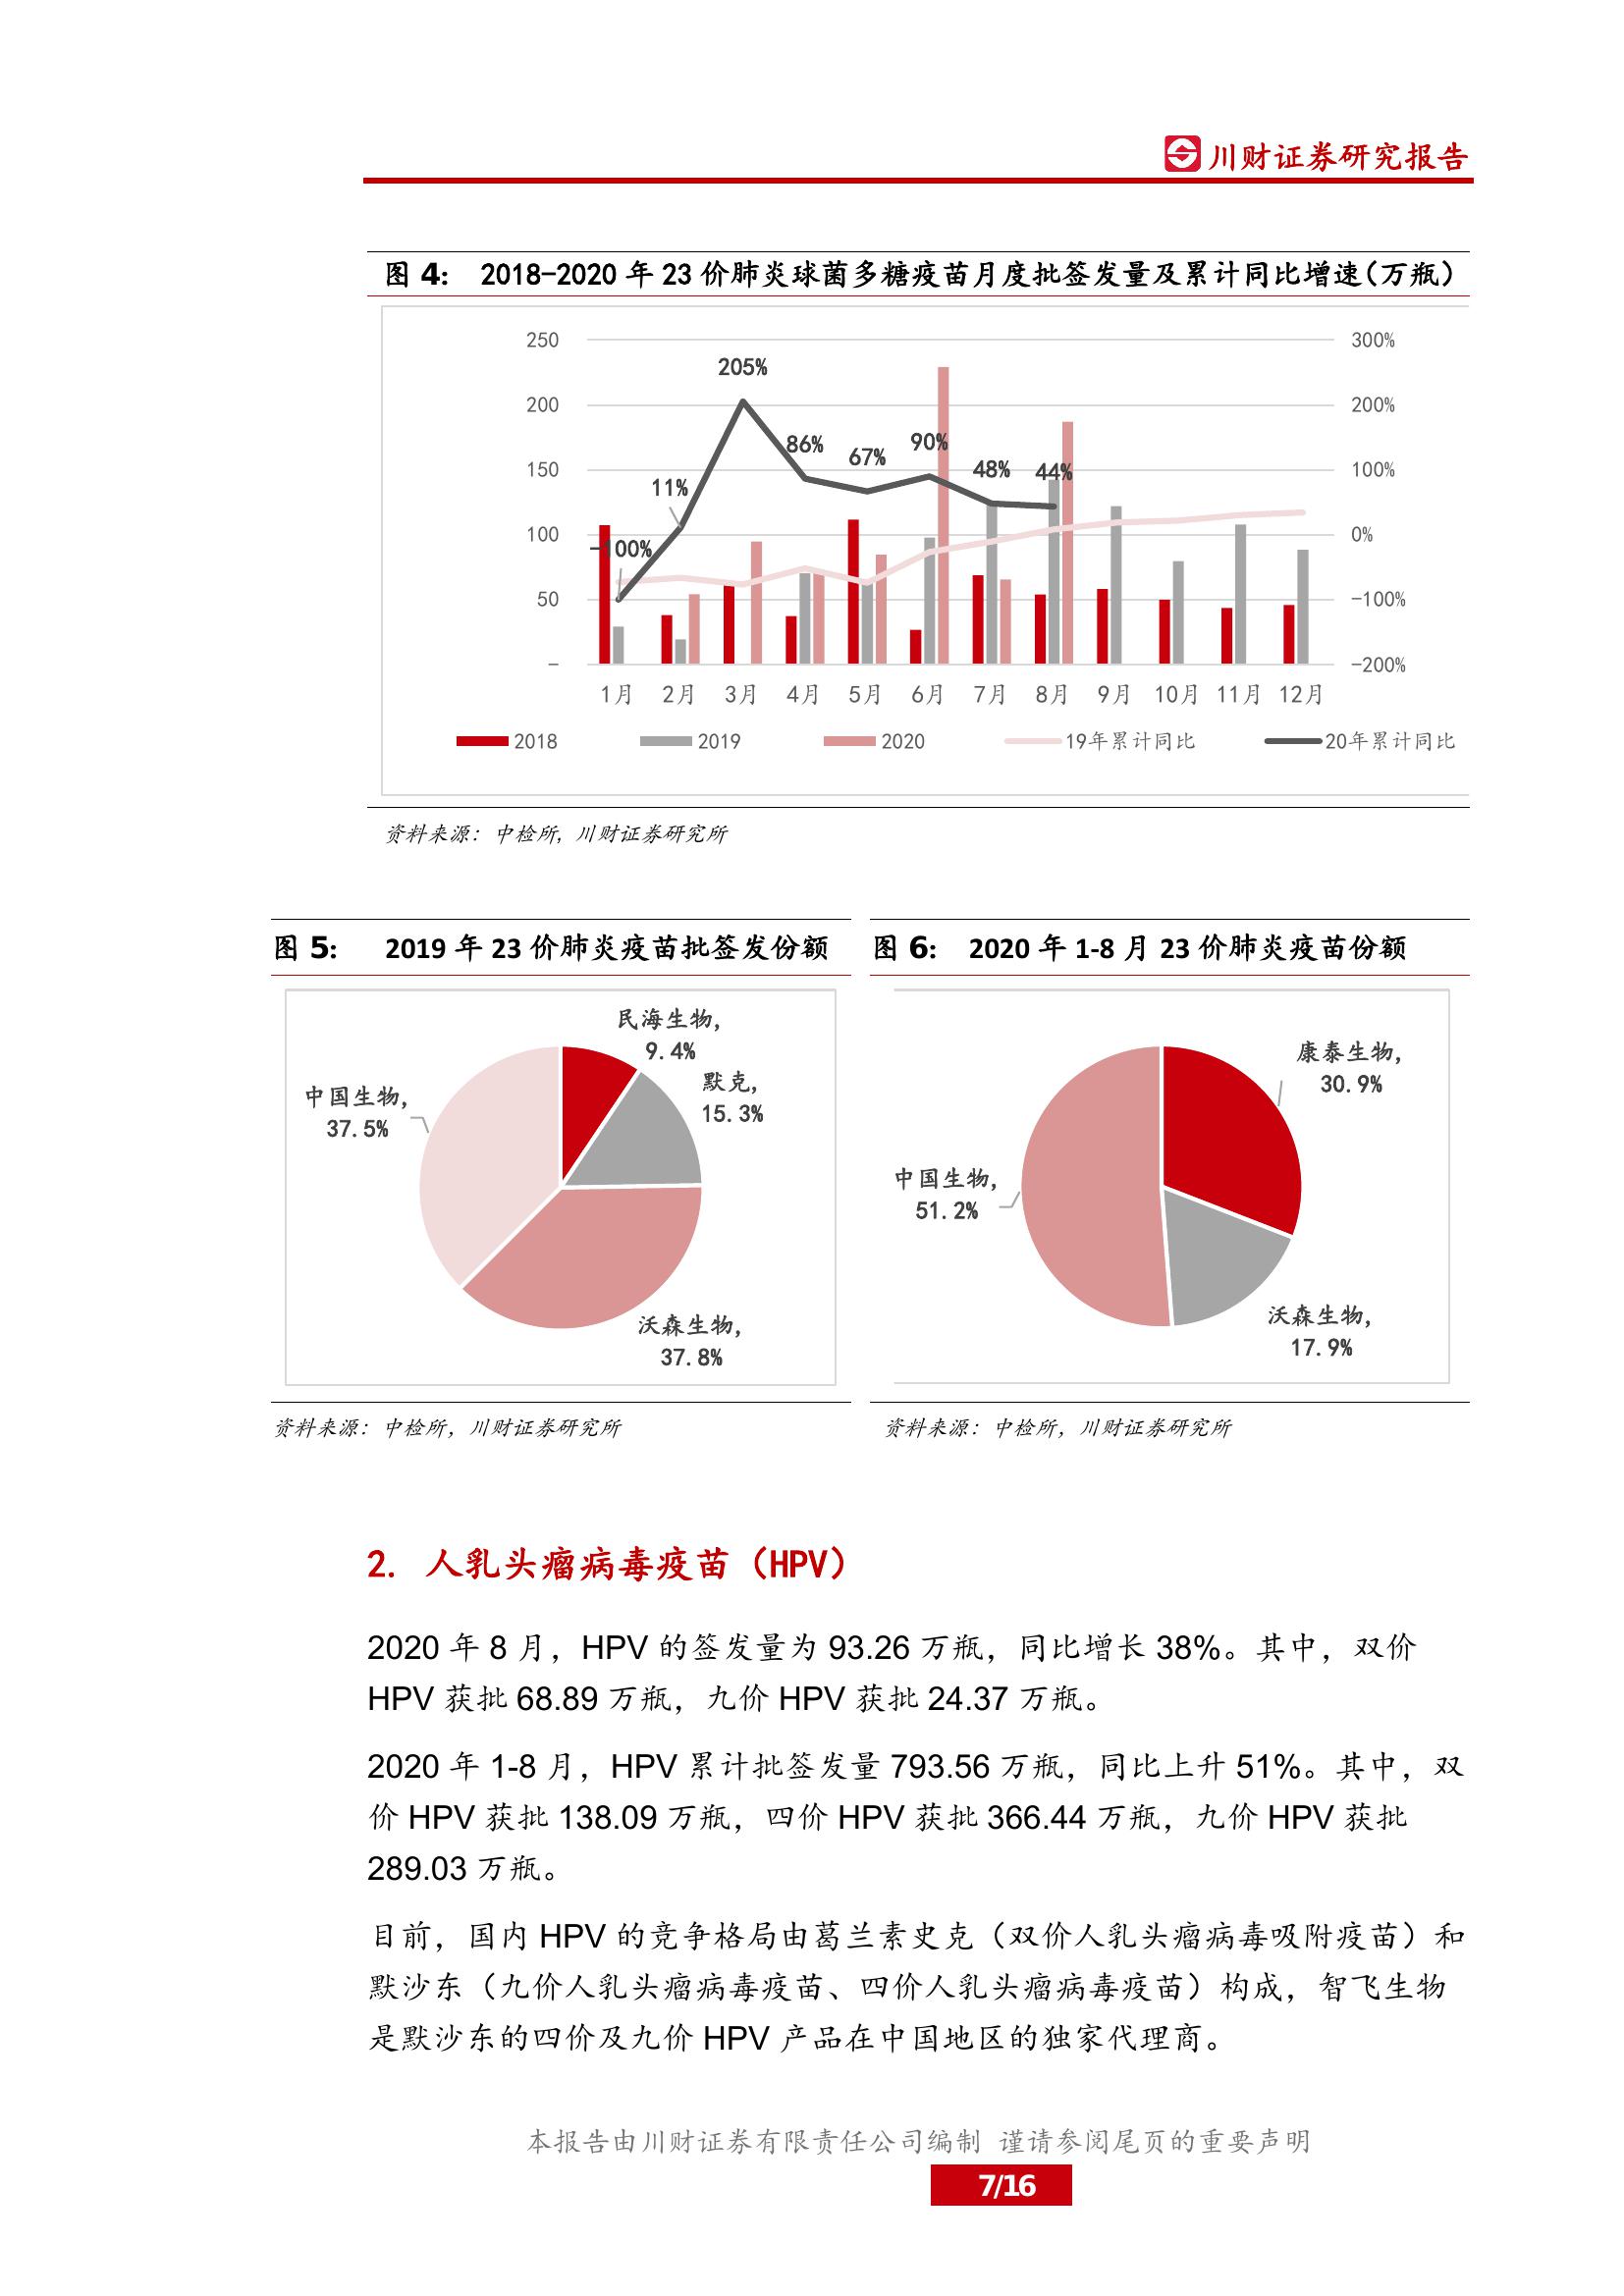 川财证券研究报告
图 4: 2018-2020 年 23 价肺炎球菌多糖疫苗月度批签发量及累计同比增速(万瓶)
250
200
150
100
50
-
300%
200%
100%
0%
-100%
-200%
-100%
11%
205%
86%
67%
90%
48%
44%
1月 2月 3月 4月 5月 6月 7月 8月 9月 10月 11月 12月
2018 2019 2020 19年累计同比 20年累计同比
资料来源: 中检所, 川财证券研究所
图 5: 2019 年 23 价肺炎疫苗批签发份额
民海生物,
9.4%
默克,
15.3%
中国生物,
37.5%
沃森生物,
37.8%
资料来源: 中检所, 川财证券研究所
图 6: 2020 年 1-8 月 23 价肺炎疫苗份额
康泰生物,
30.9%
中国生物,
51.2%
沃森生物,
17.9%
资料来源: 中检所, 川财证券研究所
2. 人乳头瘤病毒疫苗（HPV）
2020 年 8 月，HPV 的签发量为 93.26 万瓶，同比增长 38%。其中，双价
HPV 获批 68.89 万瓶，九价 HPV 获批 24.37 万瓶。
2020 年 1-8 月，HPV 累计批签发量 793.56 万瓶，同比上升 51%。其中，双
价 HPV 获批 138.09 万瓶，四价 HPV 获批 366.44 万瓶，九价 HPV 获批
289.03 万瓶。
目前，国内 HPV 的竞争格局由葛兰素史克（双价人乳头瘤病毒吸附疫苗）和
默沙东（九价人乳头瘤病毒疫苗、四价人乳头瘤病毒疫苗）构成，智飞生物
是默沙东的四价及九价 HPV 产品在中国地区的独家代理商。
本报告由川财证券有限责任公司编制 谨请参阅尾页的重要声明
7/16